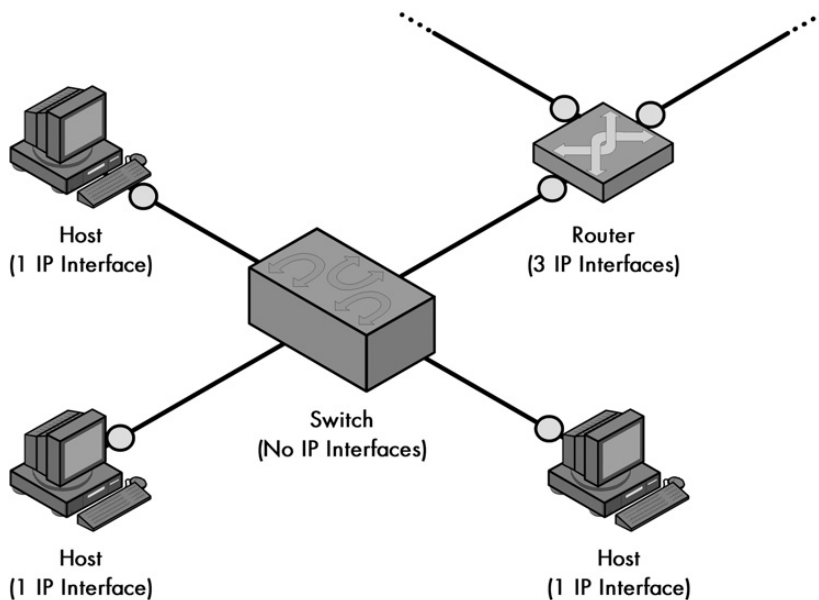 Host
(1 IP Interface)
Router
(3 IP Interfaces)
Switch
(No IP Interfaces)
Host
(1 IP Interface)
Host
(1 IP Interface)